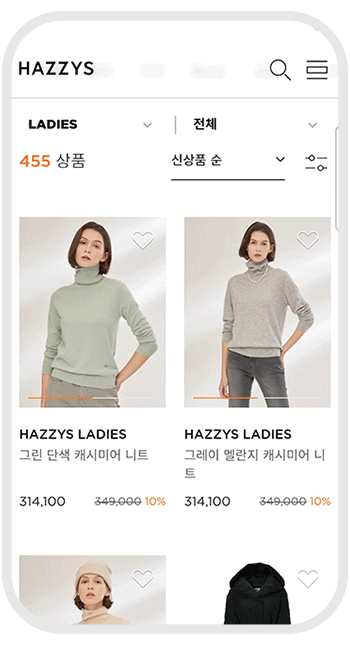 HAZZYS
LADIES
전체
455 상품
신상품 순
HAZZYS LADIES
그린 단색 캐시미어 니트
314,100 349,000 10%
HAZZYS LADIES
그레이 멜란지 캐시미어 니
트
314,100 349,000 10%